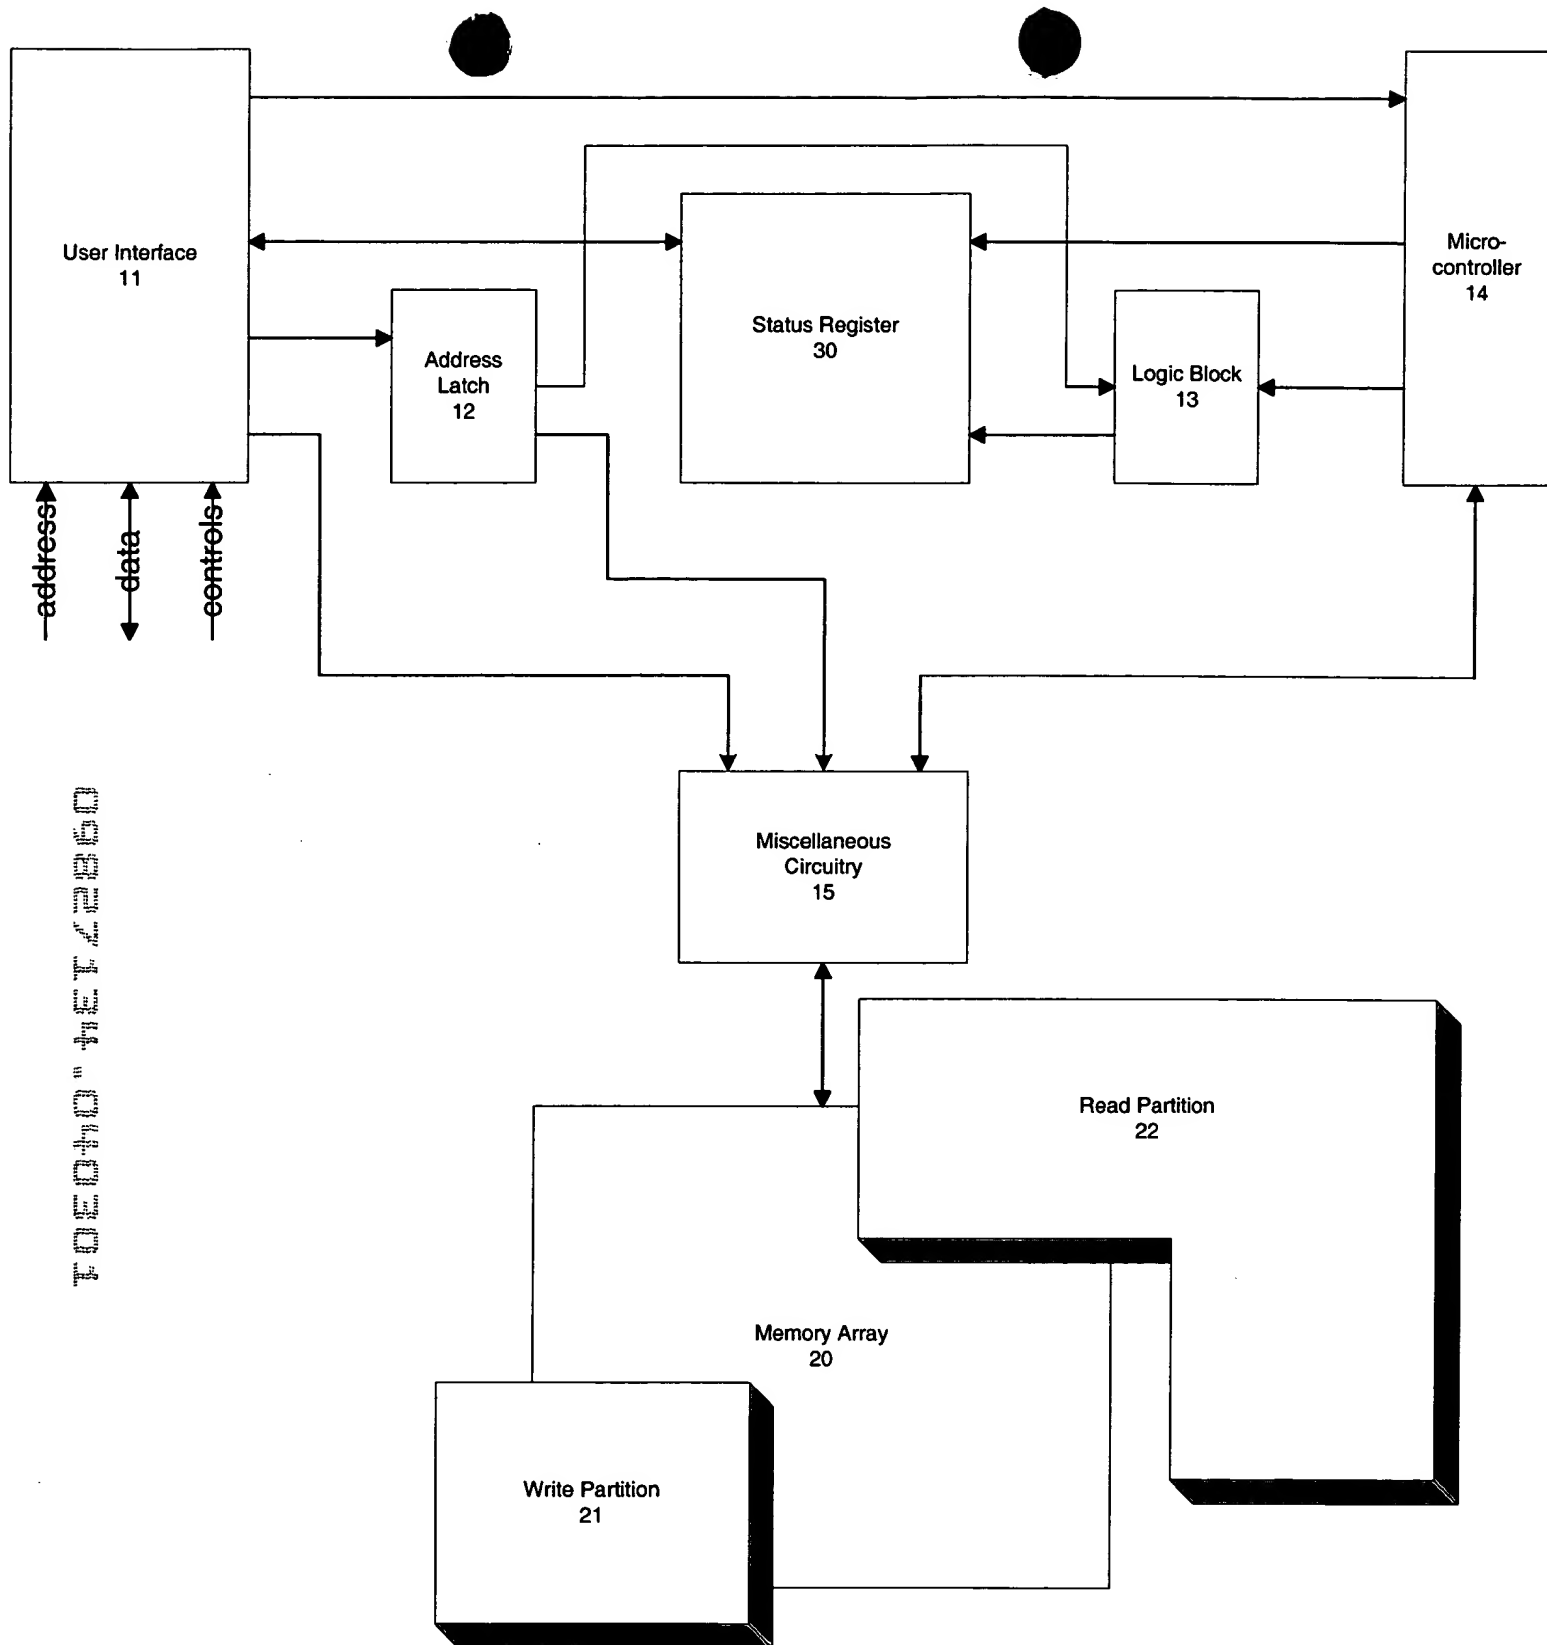 User Interface
11
Micro-
controller
14
Status Register
30
Address
Latch
12
Logic Block
13
address
data
controls
Miscellaneous
Circuitry
15
Read Partition
22
Memory Array
20
Write Partition
21